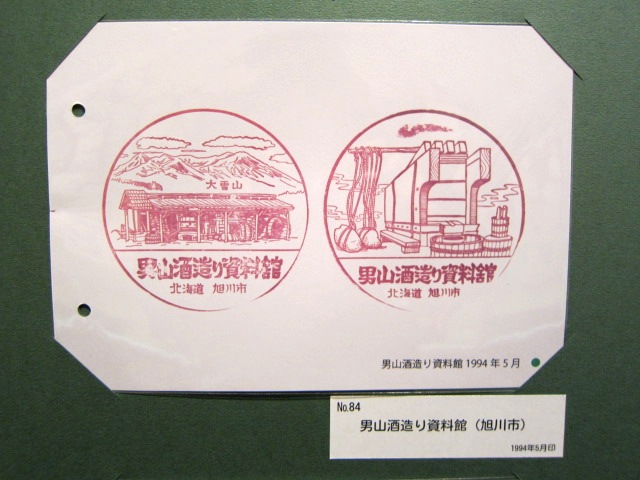 大雪山
男山酒造り資料舘
北海道 旭川市
男山酒造り資料舘
北海道 旭川市
男山酒造り資料館 1994年5月
No.84
男山酒造り資料館（旭川市）
1994年5月印